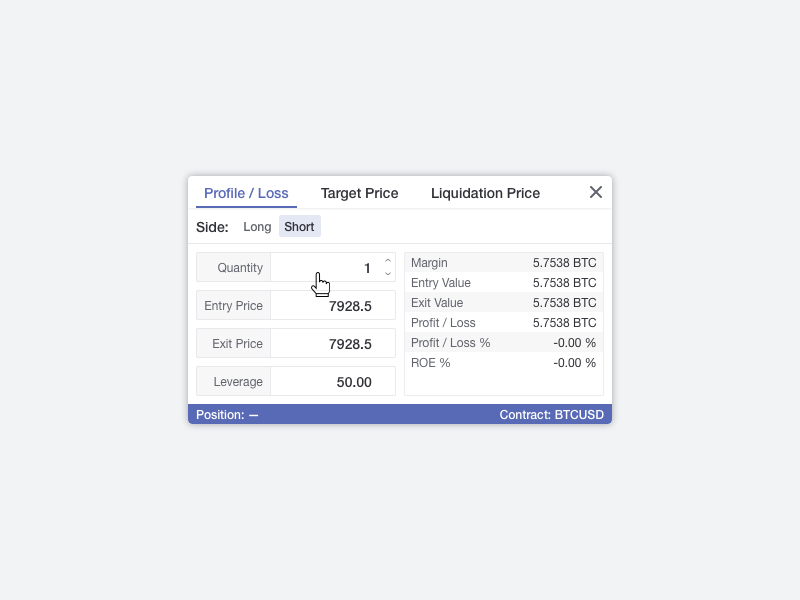 Profile / Loss Target Price Liquidation Price
Side: Long Short
Quantity 1
Entry Price 7928.5
Exit Price 7928.5
Leverage 50.00
Margin 5.7538 BTC
Entry Value 5.7538 BTC
Exit Value 5.7538 BTC
Profit / Loss 5.7538 BTC
Profit / Loss % -0.00 %
ROE % -0.00 %
Position: — Contract: BTCUSD